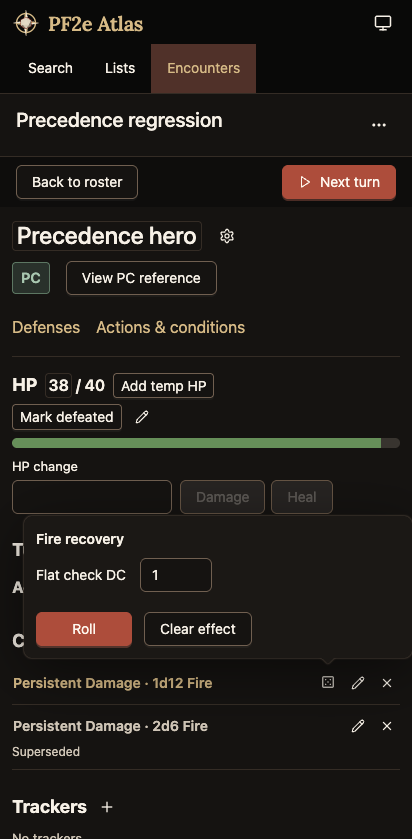 PF2e Atlas
Search Lists Encounters
Precedence regression
...
Back to roster Next turn
Precedence hero
PC View PC reference
Defenses Actions & conditions
HP 38 / 40 Add temp HP
Mark defeated
HP change
Damage Heal
Fire recovery
Flat check DC 1
Roll Clear effect
Persistent Damage · 1d12 Fire
Persistent Damage · 2d6 Fire
Superseded
Trackers +
No trackers